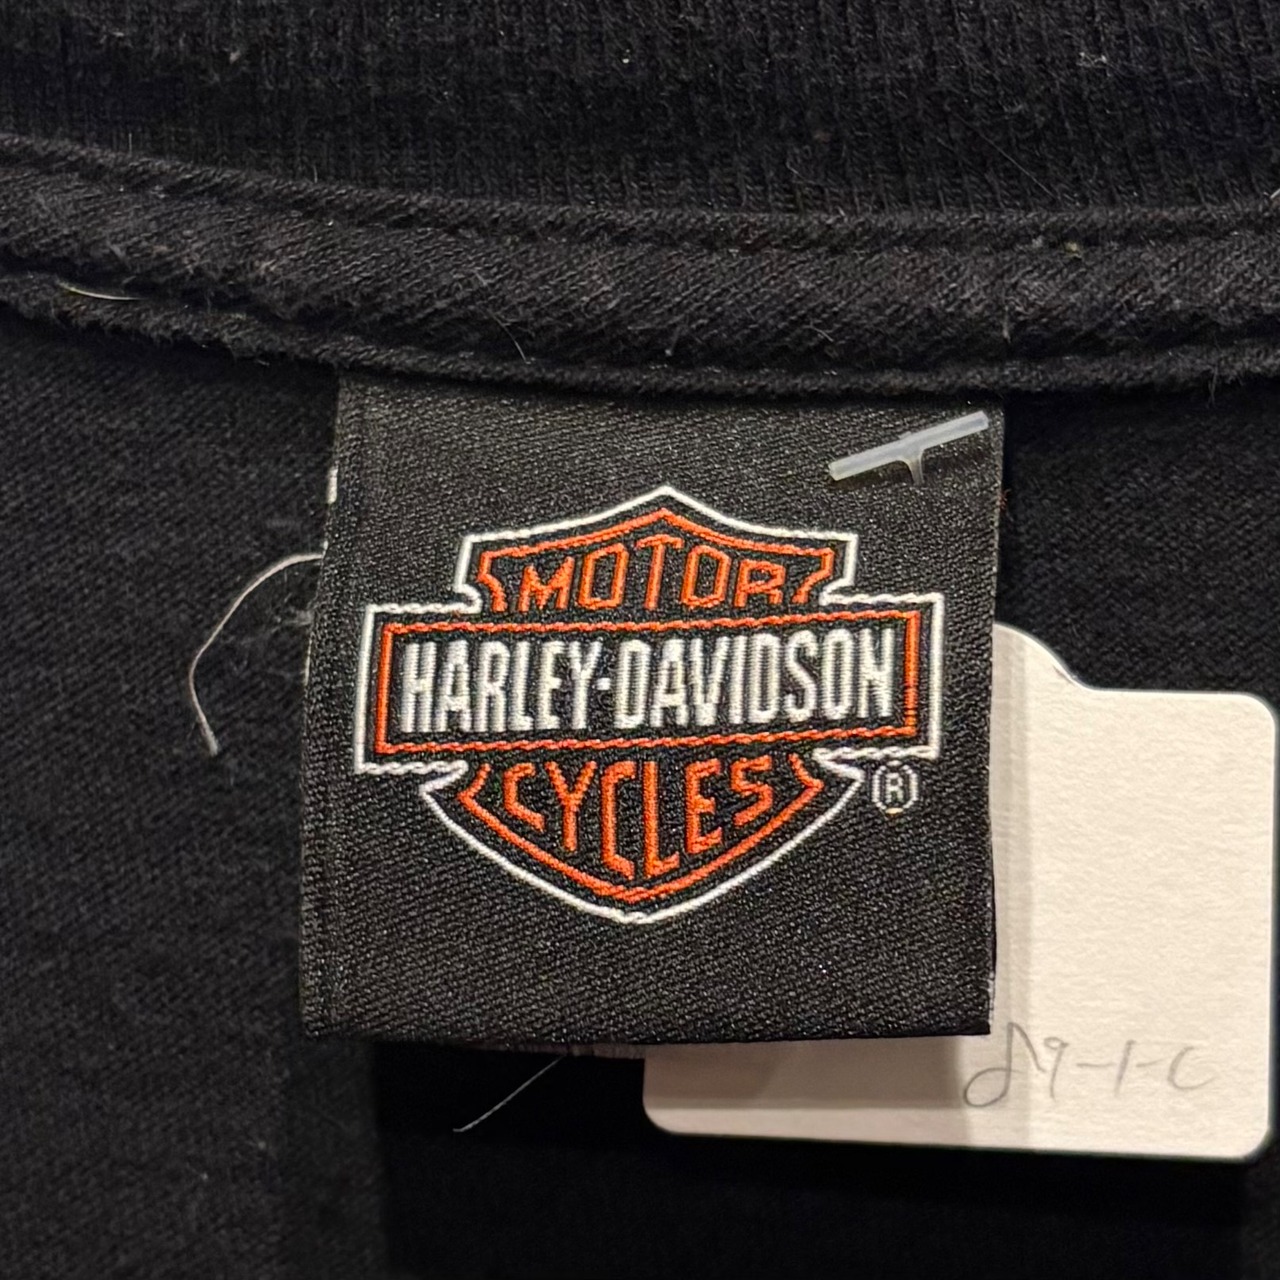 MOTOR
HARLEY-DAVIDSON
CYCLES
®